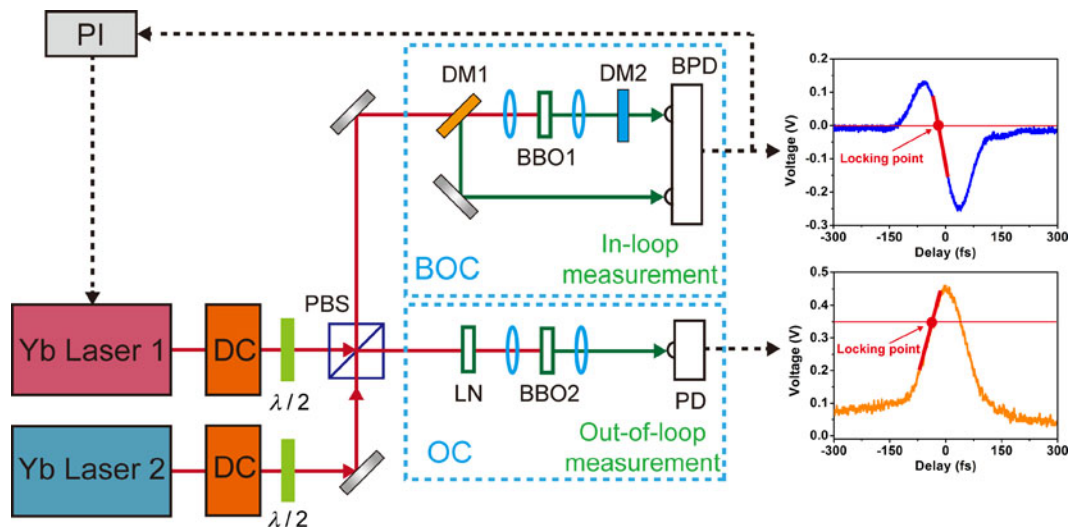 PI
DM1
DM2
BPD
BBO1
In-loop
measurement
BOC
PBS
Yb Laser 1
DC
λ/2
LN
BBO2
PD
Out-of-loop
measurement
OC
Yb Laser 2
DC
λ/2
Voltage (V)
0.2
0.1
0.0
-0.1
-0.2
-0.3
Locking point
-300
-150
0
150
300
Delay (fs)
Voltage (V)
0.5
0.4
0.3
0.2
0.1
0.0
Locking point
-300
-150
0
150
300
Delay (fs)